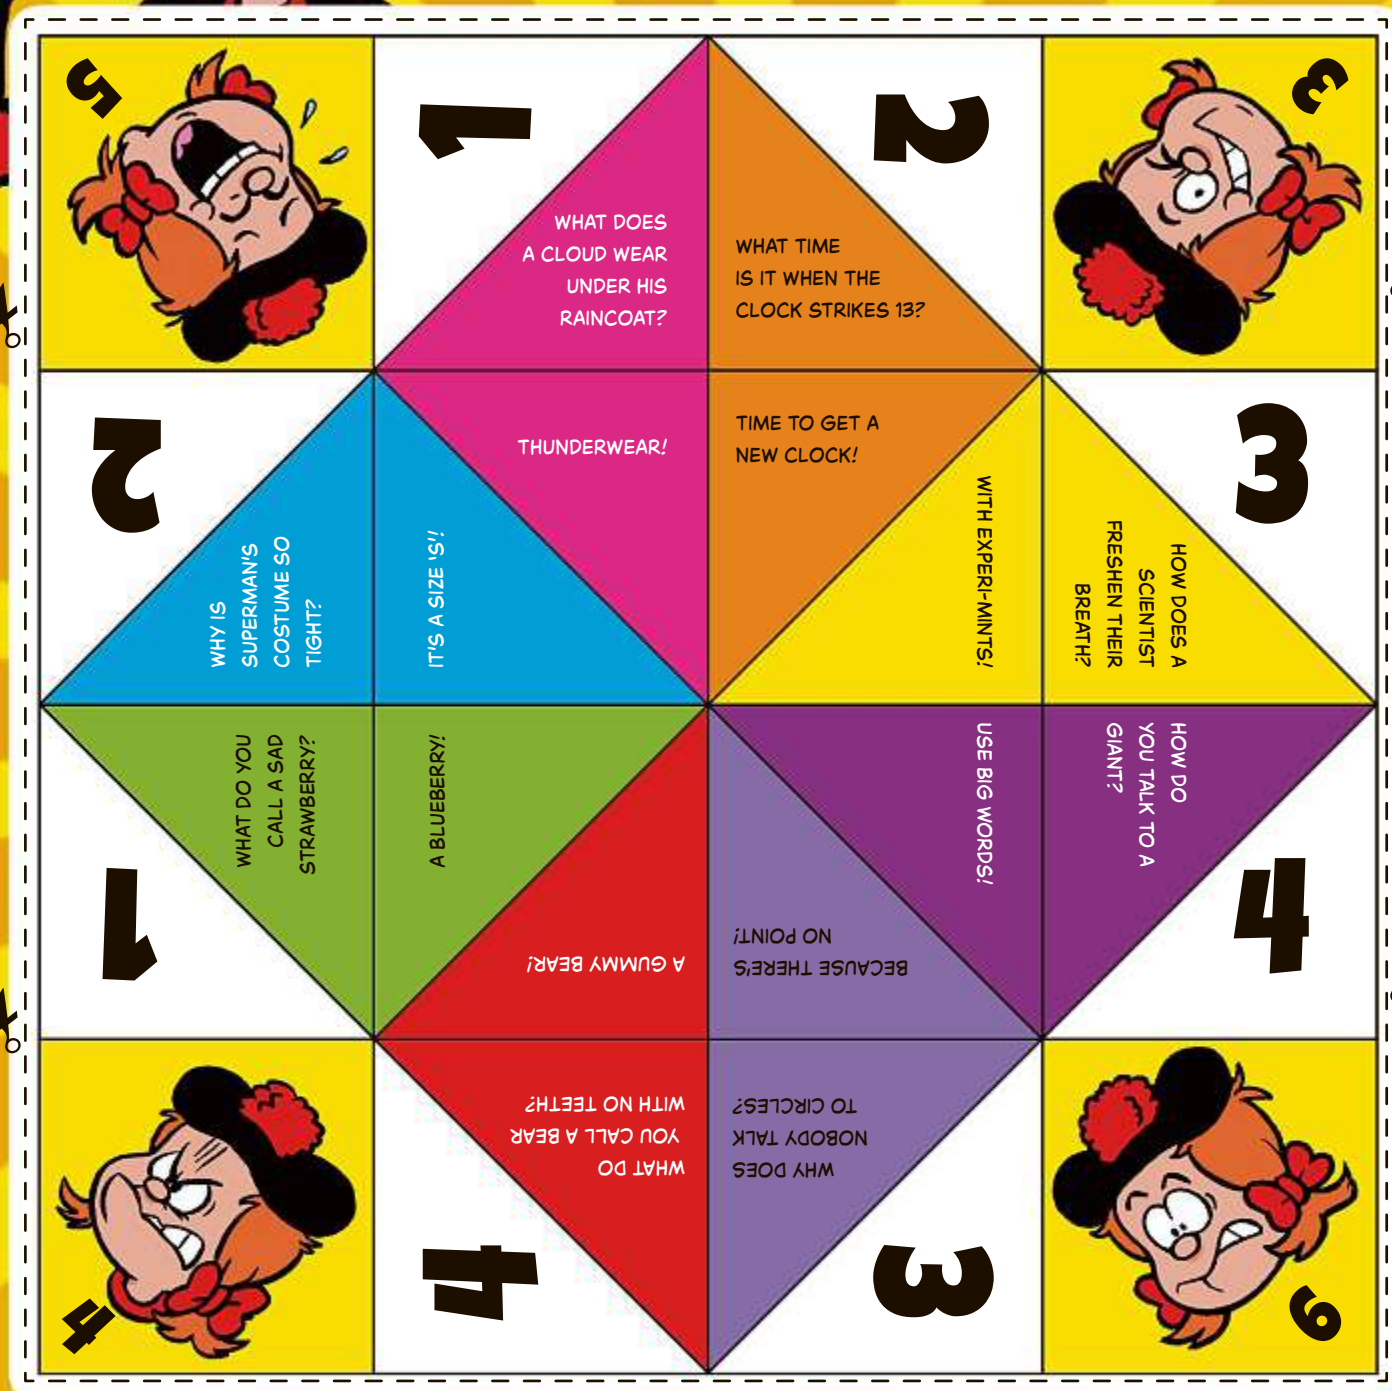 5
1
2
3
WHAT DOES
A CLOUD WEAR
UNDER HIS
RAINCOAT?
WHAT TIME
IS IT WHEN THE
CLOCK STRIKES 13?
THUNDERWEAR!
TIME TO GET A
NEW CLOCK!
2
WHY IS
SUPERMAN'S
COSTUME SO
TIGHT?
IT'S A SIZE 'S'!
HOW DOES A
SCIENTIST
FRESHEN THEIR
BREATH?
WITH EXPERI-MINTS!
3
1
WHAT DO YOU
CALL A SAD
STRAWBERRY?
A BLUEBERRY!
HOW DO
YOU TALK TO A
GIANT?
USE BIG WORDS!
4
WHAT DO
YOU CALL A BEAR
WITH NO TEETH?
A GUMMY BEAR!
WHY DOES
NOBODY TALK
TO CIRCLES?
BECAUSE THERE'S
NO POINT!
4
4
3
6